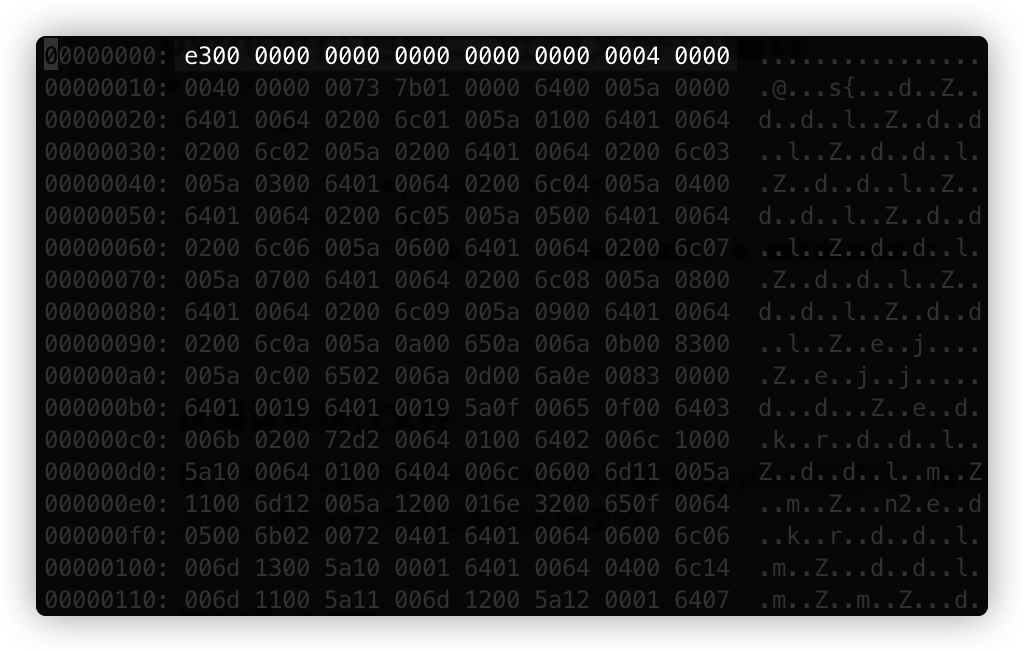 00000000: e300 0000 0000 0000 0000 0000 0004 0000  ................
00000010: 0040 0000 0073 7b01 0000 6400 005a 0000  .@...s{...d..Z..
00000020: 6401 0064 0200 6c01 005a 0100 6401 0064  d..d..l..Z..d..d
00000030: 0200 6c02 005a 0200 6401 0064 0200 6c03  ..l..Z..d..d..l.
00000040: 005a 0300 6401 0064 0200 6c04 005a 0400  .Z..d..d..l..Z..
00000050: 6401 0064 0200 6c05 005a 0500 6401 0064  d..d..l..Z..d..d
00000060: 0200 6c06 005a 0600 6401 0064 0200 6c07  ..l..Z..d..d..l.
00000070: 005a 0700 6401 0064 0200 6c08 005a 0800  .Z..d..d..l..Z..
00000080: 6401 0064 0200 6c09 005a 0900 6401 0064  d..d..l..Z..d..d
00000090: 0200 6c0a 005a 0a00 650a 006a 0b00 8300  ..l..Z..e..j....
000000a0: 005a 0c00 6502 006a 0d00 6a0e 0083 0000  .Z..e..j..j.....
000000b0: 6401 0019 6401 0019 5a0f 0065 0f00 6403  d...d...Z..e..d.
000000c0: 006b 0200 72d2 0064 0100 6402 006c 1000  .k..r..d..d..l..
000000d0: 5a10 0064 0100 6404 006c 0600 6d11 005a  Z..d..d..l..m..Z
000000e0: 1100 6d12 005a 1200 016e 3200 650f 0064  ..m..Z...n2.e..d
000000f0: 0500 6b02 0072 0401 6401 0064 0600 6c06  ..k..r..d..d..l.
00000100: 006d 1300 5a10 0001 6401 0064 0400 6c14  .m..Z...d..d..l.
00000110: 006d 1100 5a11 006d 1200 5a12 0001 6407  .m..Z..m..Z...d.